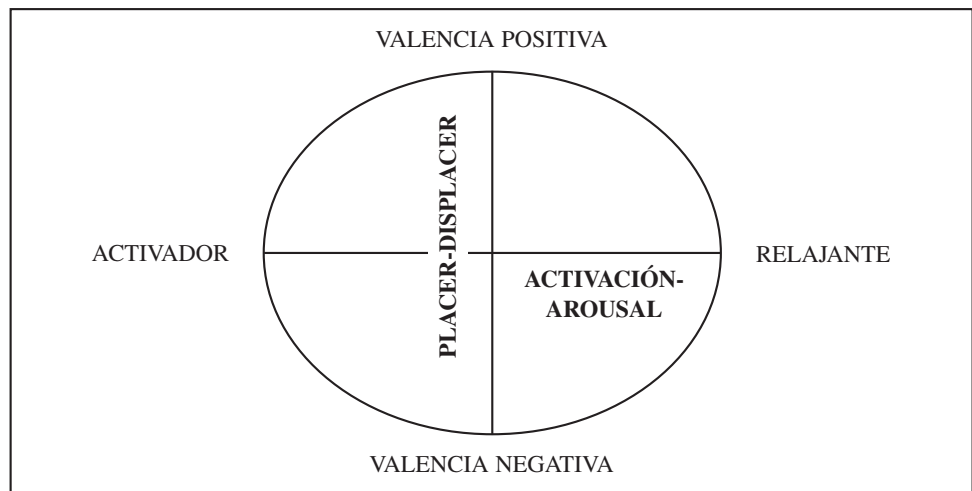 VALENCIA POSITIVA
PLACER-DISPLACER
ACTIVADOR
RELAJANTE
ACTIVACIÓN-
AROUSAL
VALENCIA NEGATIVA